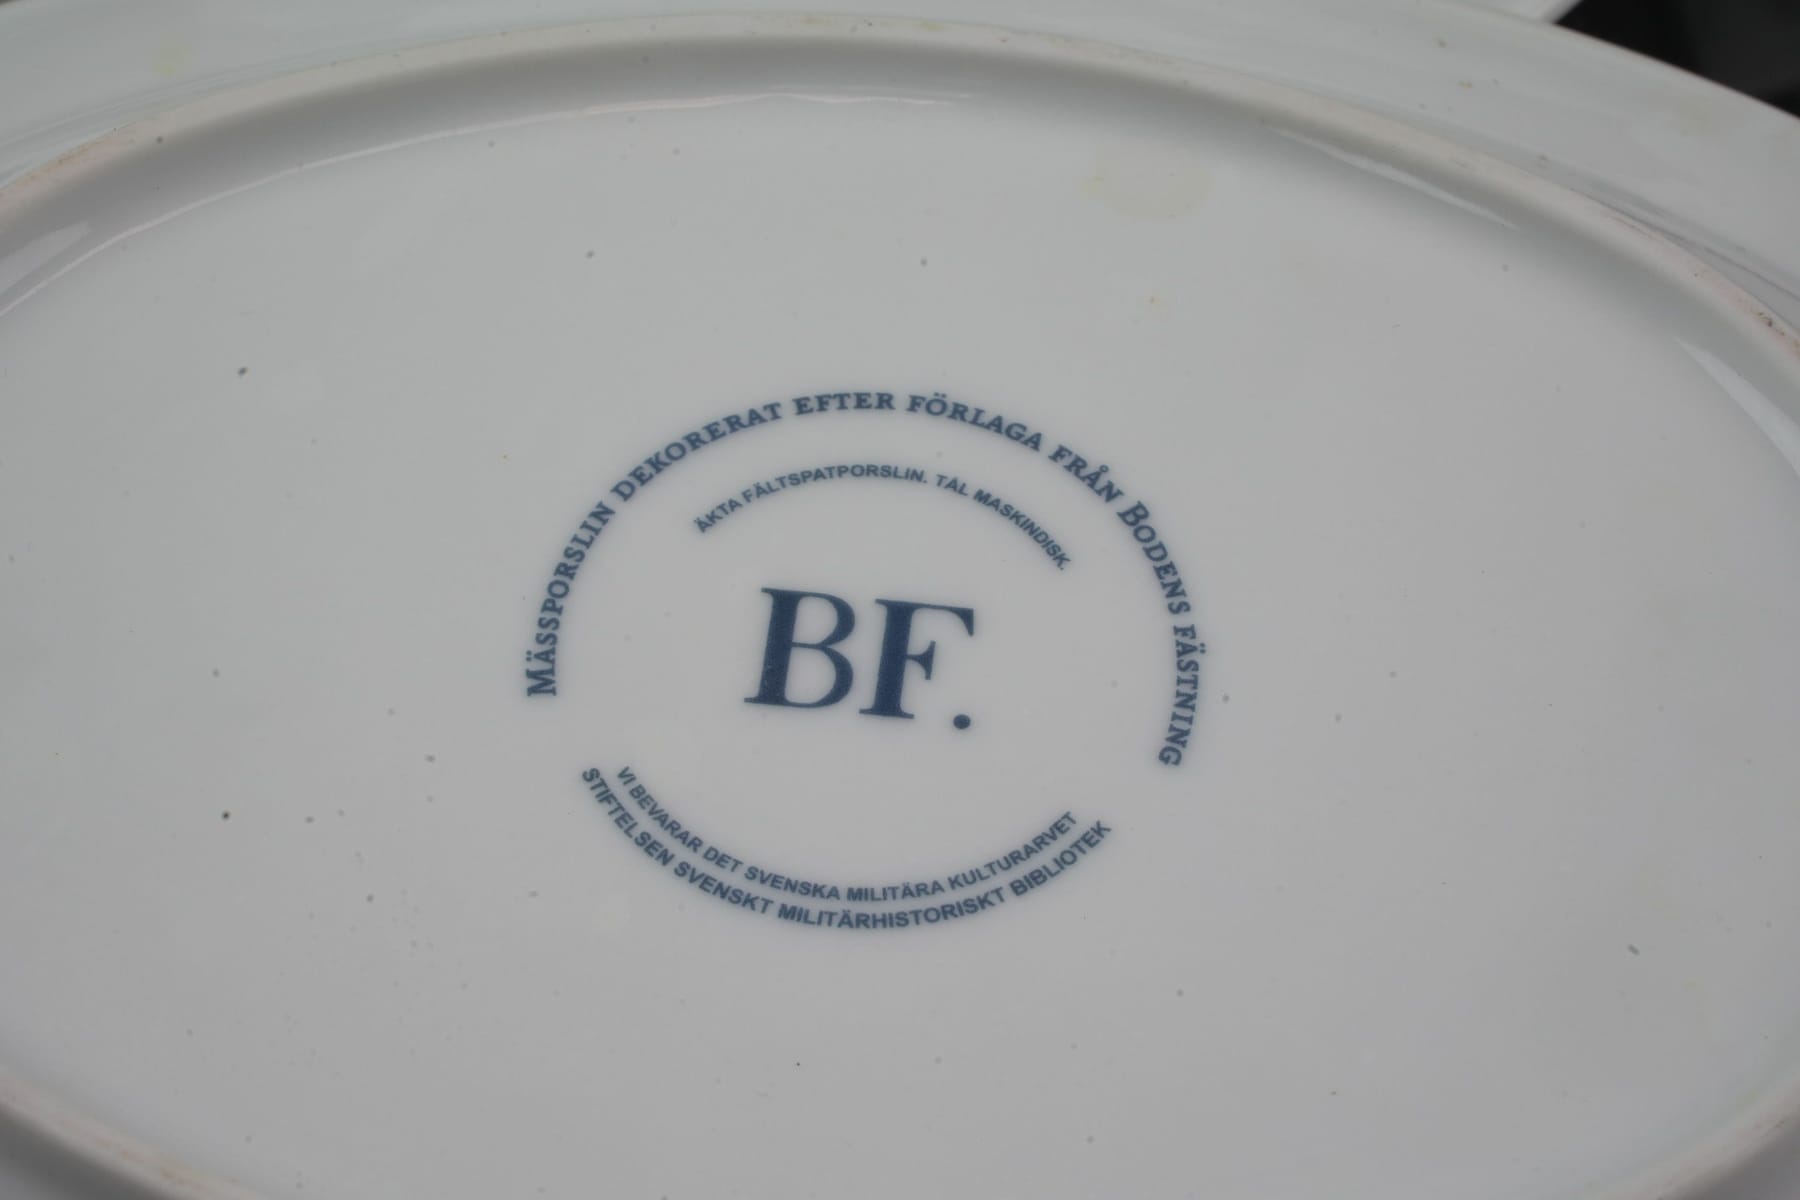 MÄSSPORSLIN DEKORERAT EFTER FÖRLAGA FRÅN BODENS FÄSTNING
ÄKTA FÄLTSPATPORSLIN. TÅL MASKINDISK.
BF.
VI BEVARAR DET SVENSKA MILITÄRA KULTURARVET
STIFTELSEN SVENSKT MILITÄRHISTORISKT BIBLIOTEK